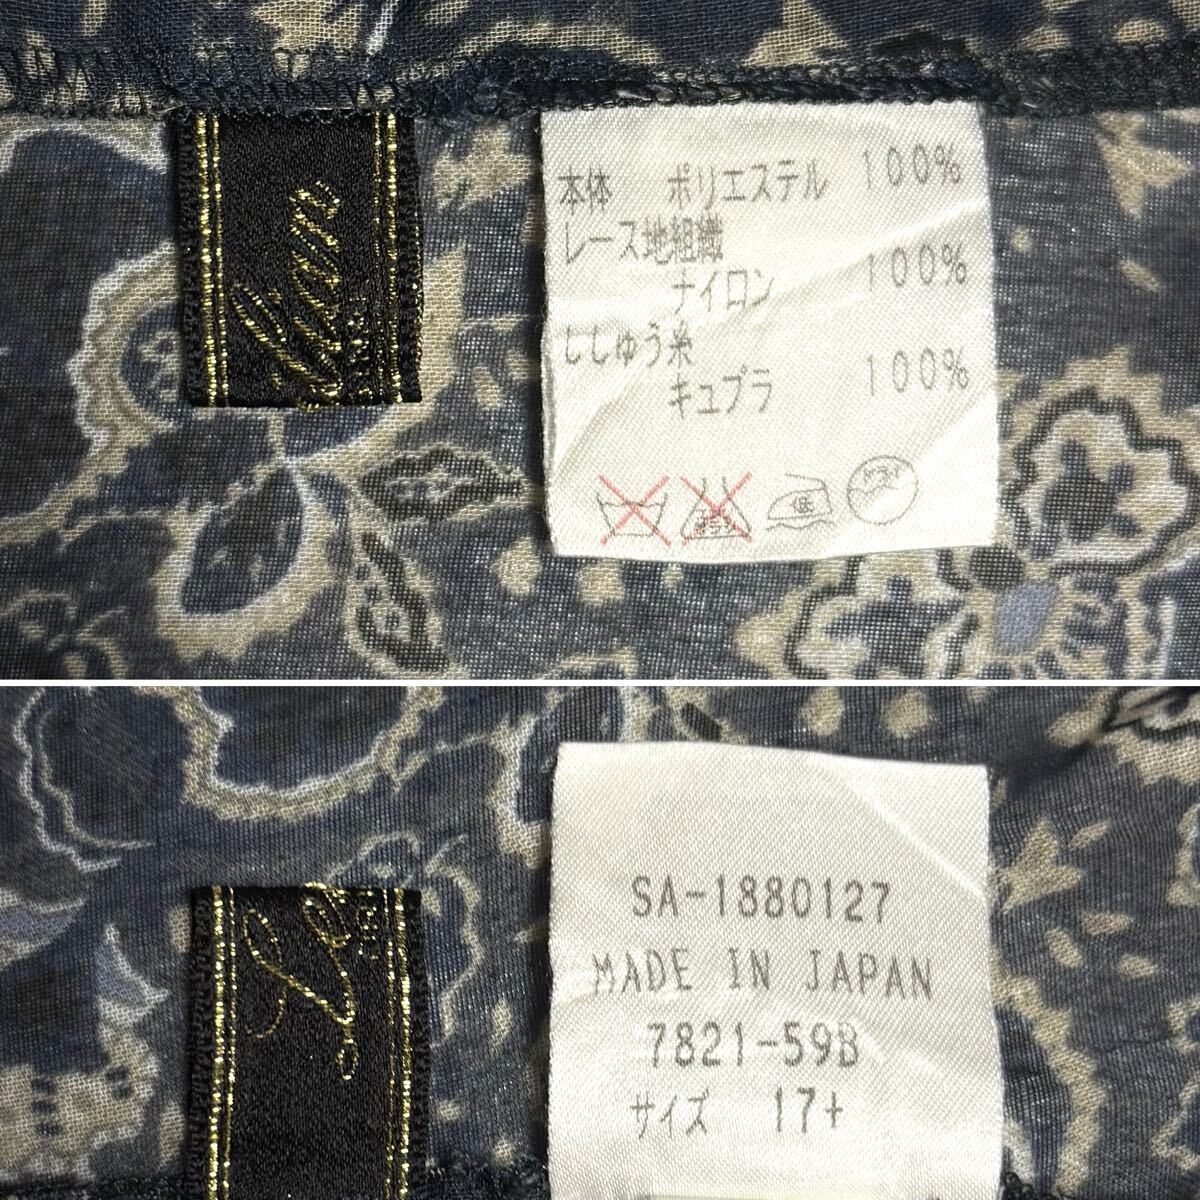 本体 ポリエステル 100%
レース地組織
ナイロン 100%
ししゅう糸
キュプラ 100%
SA-1880127
MADE IN JAPAN
7821-59B
サイズ 17+